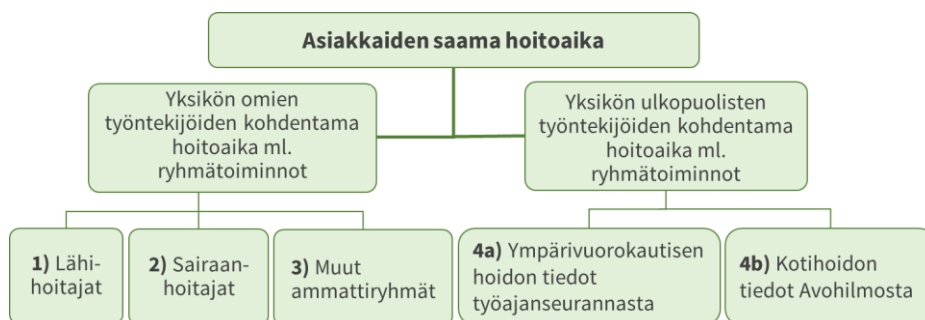 Asiakkaiden saama hoitoaika
Yksikön omien
työntekijöiden kohdentama
hoitoaika ml.
ryhmätoiminnot
Yksikön ulkopuolisten
työntekijöiden kohdentama
hoitoaika ml.
ryhmätoiminnot
1) Lähi-
hoitajat
2) Sairaan-
hoitajat
3) Muut
ammattiryhmät
4a) Ympärivuorokautisen
hoidon tiedot
työajanseurannasta
4b) Kotihoidon
tiedot Avohilmosta